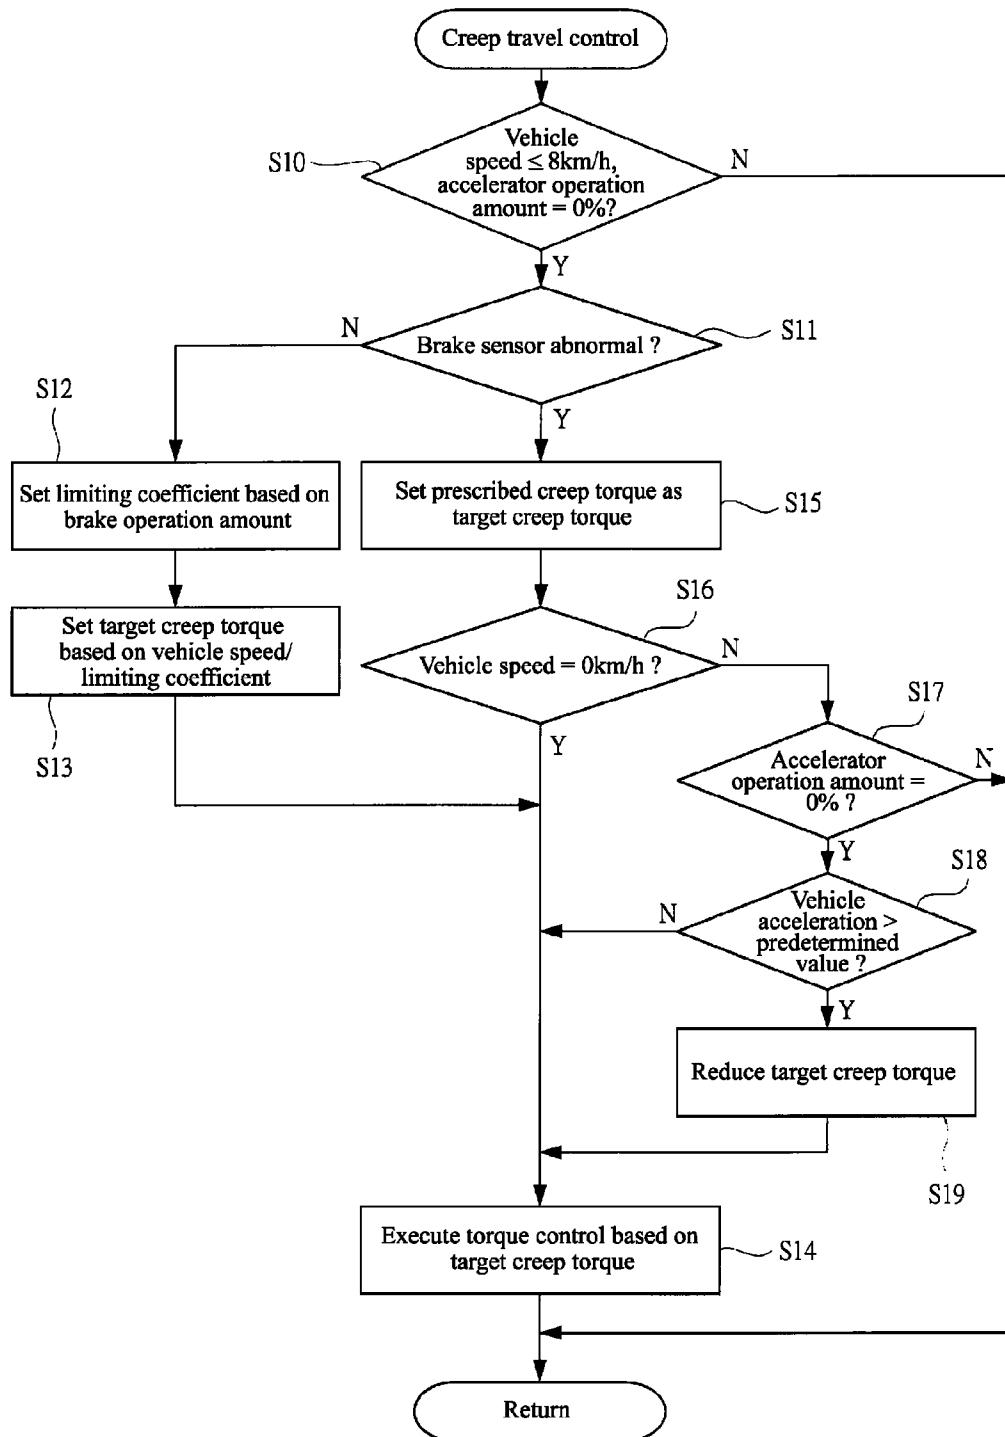 Creep travel control
Vehicle
speed ≤ 8km/h,
accelerator operation
amount = 0%?
S10
N
Y
Brake sensor abnormal ?
S11
N
Y
S12
Set limiting coefficient based on
brake operation amount
Set prescribed creep torque as
target creep torque
S15
Set target creep torque
based on vehicle speed/
limiting coefficient
S13
S16
Vehicle speed = 0km/h ?
N
Y
S17
Accelerator
operation amount =
0% ?
N
Y
S18
Vehicle
acceleration >
predetermined
value ?
N
Y
Reduce target creep torque
S19
Execute torque control based on
target creep torque
S14
Return